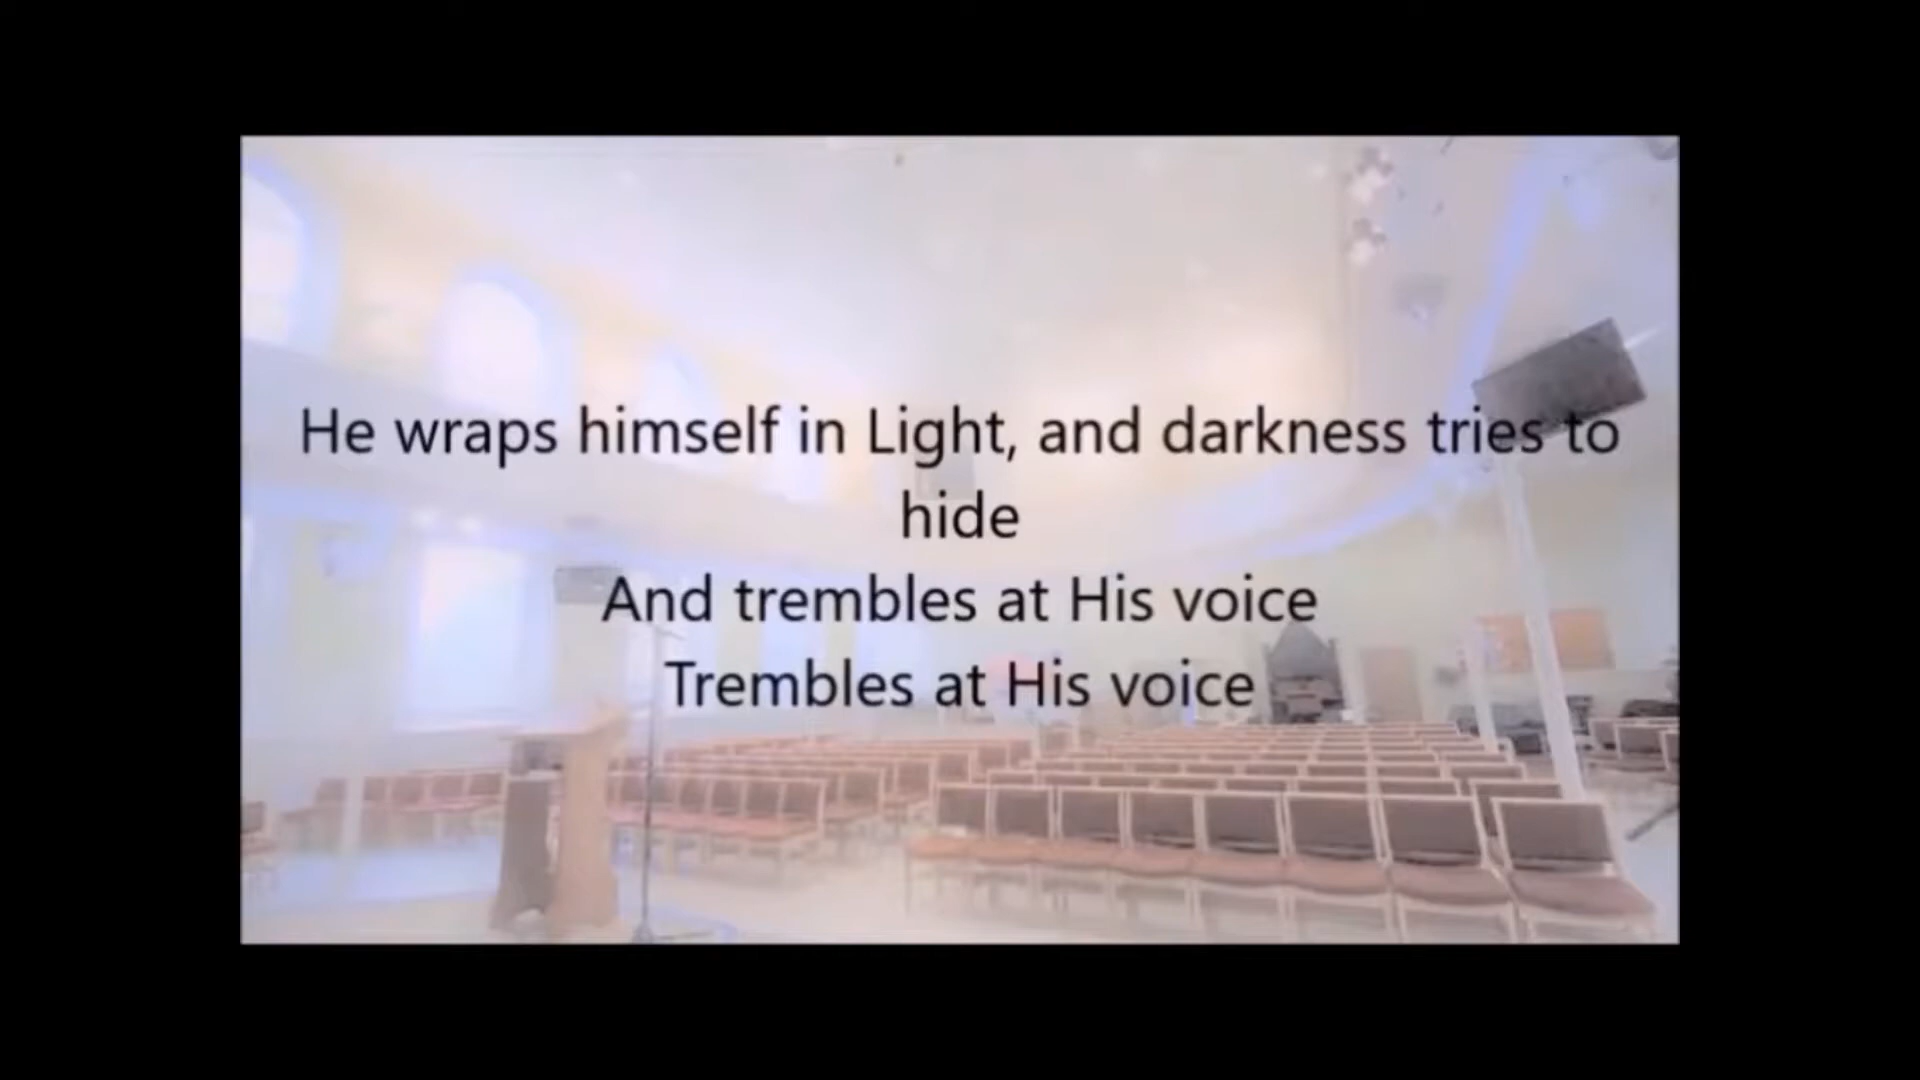 He wraps himself in Light, and darkness tries to
hide
And trembles at His voice
Trembles at His voice